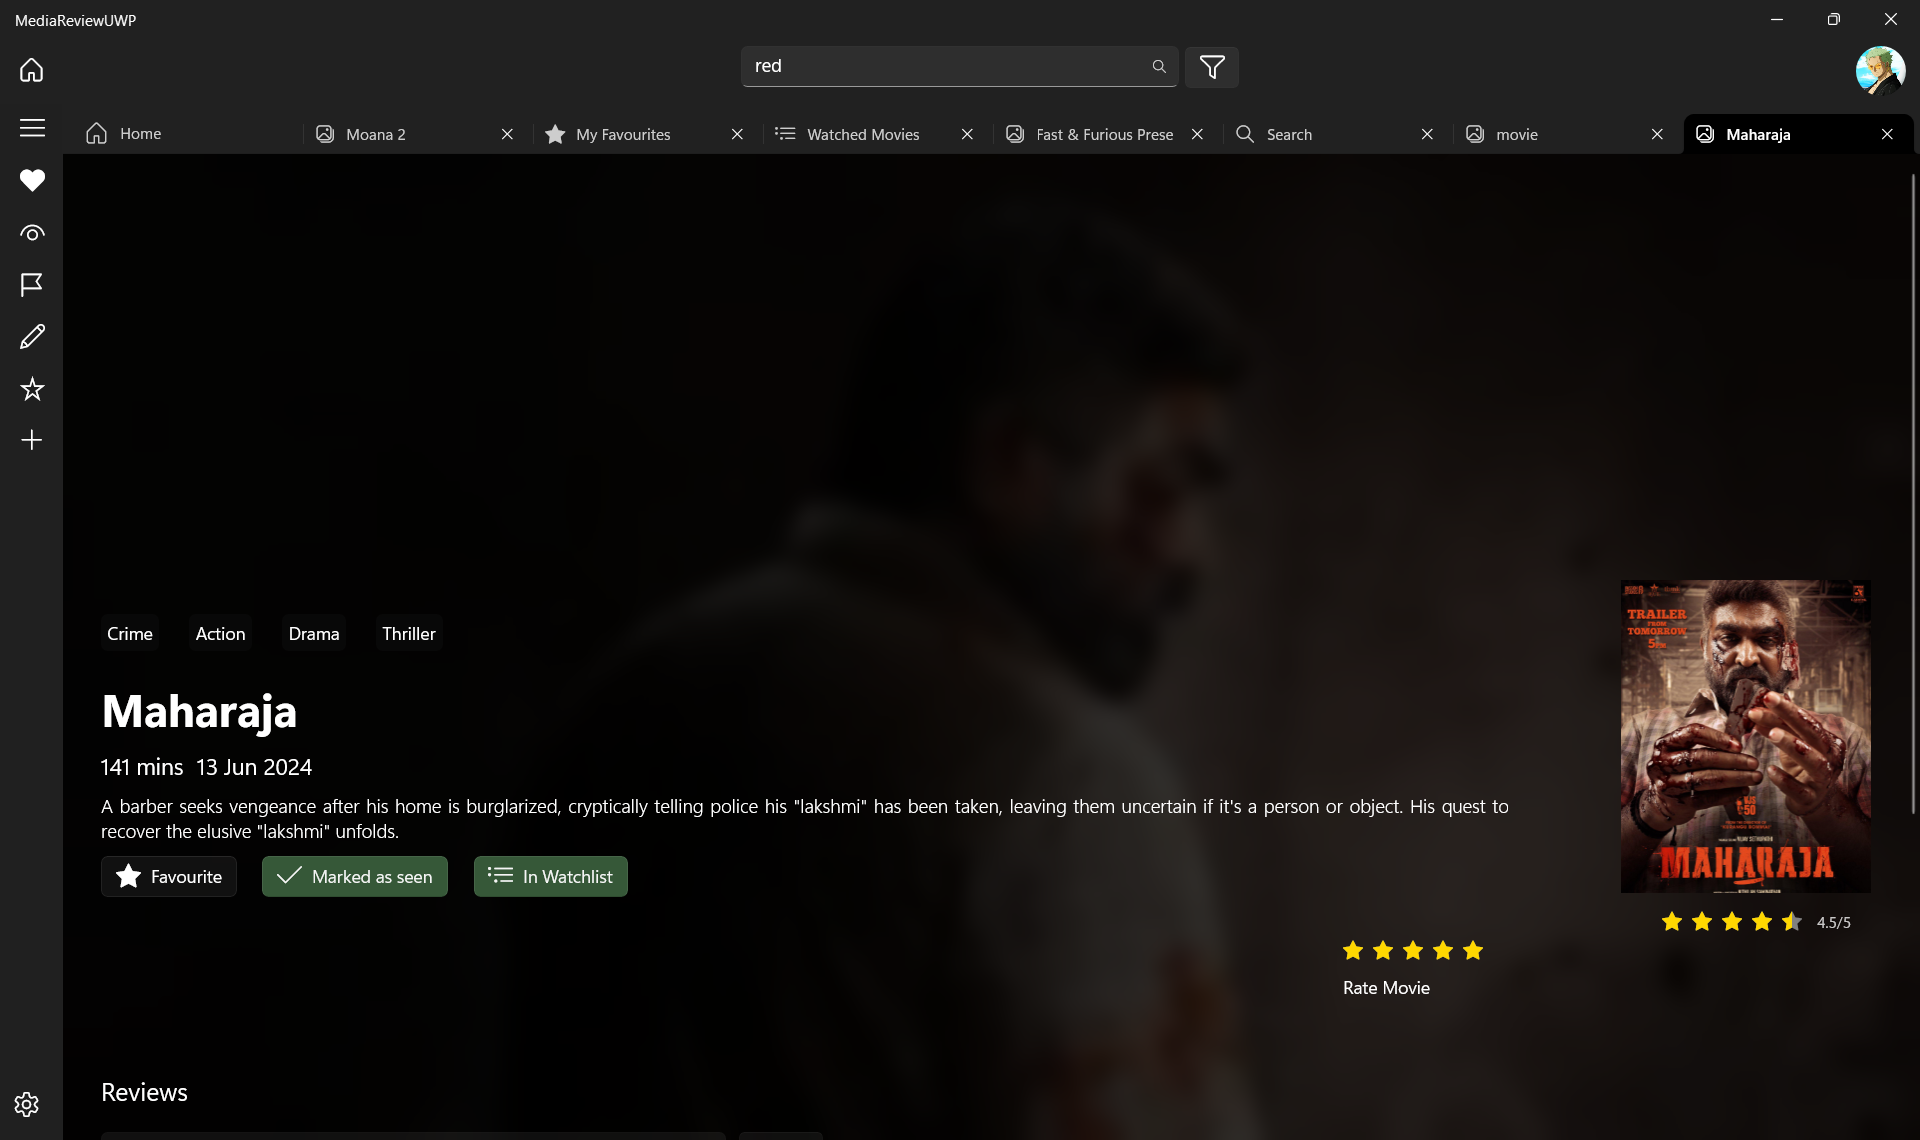 MediaReviewUWP
red
Home
Moana 2
My Favourites
Watched Movies
Fast & Furious Prese
Search
movie
Maharaja
Crime
Action
Drama
Thriller
Maharaja
141 mins 13 Jun 2024
A barber seeks vengeance after his home is burglarized, cryptically telling police his "lakshmi" has been taken, leaving them uncertain if it's a person or object. His quest to
recover the elusive "lakshmi" unfolds.
Favourite
Marked as seen
In Watchlist
TRAILER
FROM
TOMORROW
5PM
VJS
50
MAHARAJA
4.5/5
Rate Movie
Reviews